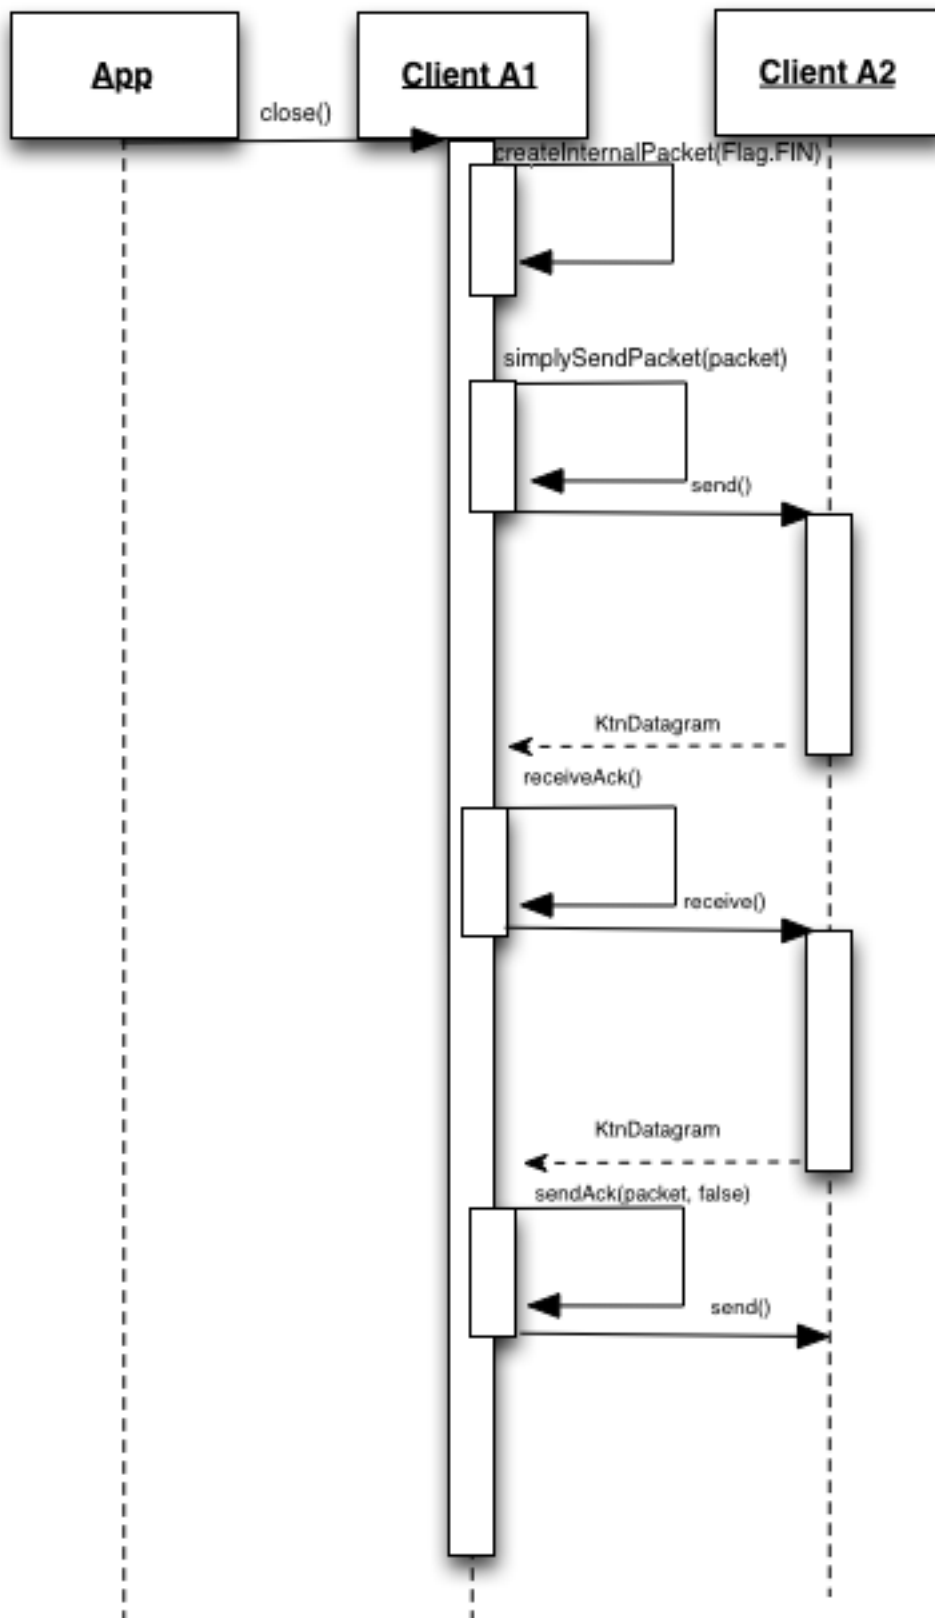 App
Client A1
Client A2
close()
createInternalPacket(Flag.FIN)
simplySendPacket(packet)
send()
KtnDatagram
receiveAck()
receive()
KtnDatagram
sendAck(packet, false)
send()